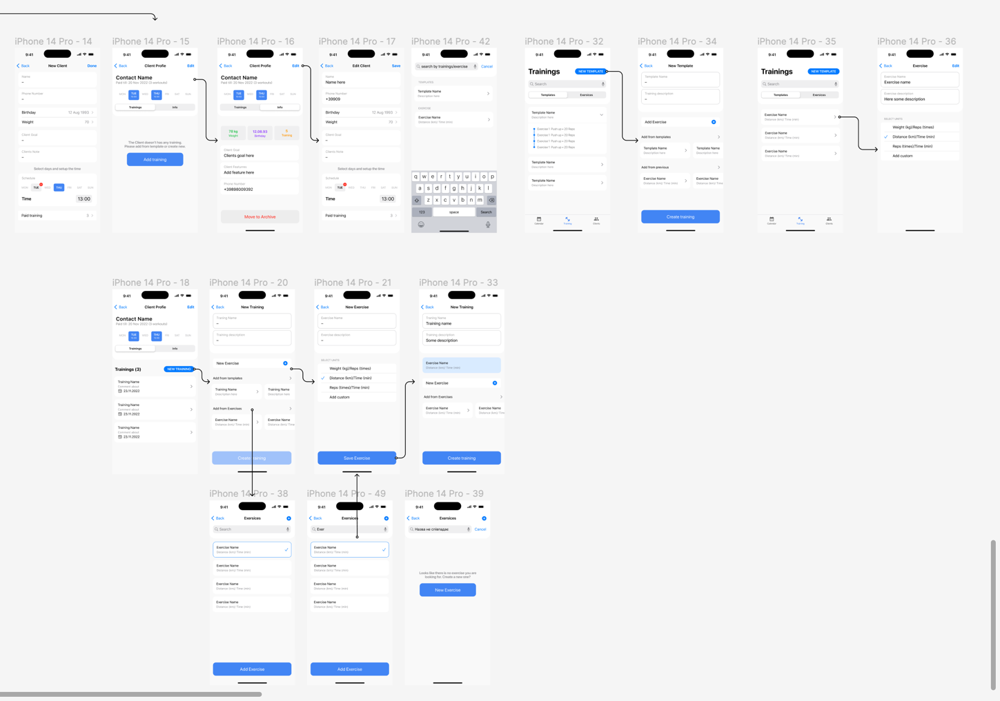 iPhone 14 Pro - 14
9:41
Back New Client Done
Name
–
Phone Number
–
Birthday 12 Aug 1993
Weight 70
Client Goal
–
Clients Note
–
Select days and setup the time
Schedule
MON TUE WED THU FRI SAT SUN
Time 13:00
Paid training 3
iPhone 14 Pro - 15
9:41
Back Client Profile Edit
Contact Name
Paid till: 20 Nov 2022 (3 workouts)
MON TUE WED THU FRI SAT SUN
Trainings Info
The Client doesn't has any training.
Please add from template or create new.
Add training
iPhone 14 Pro - 16
9:41
Back Client Profile Edit
Contact Name
Paid till: 20 Nov 2022 (3 workouts)
MON TUE WED THU FRI SAT SUN
Trainings Info
78 kg 12.08.93 5
Weight Birthday Training
Client Goal
Clients goal here
Client Features
Add feature here
Phone Number
+39898009392
Move to Archive
iPhone 14 Pro - 17
9:41
Back Edit Client Save
Name
Name here
Phone Number
+39909
Birthday 12 Aug 1993
Weight 70
Client Goal
–
Clients Note
–
Select days and setup the time
Schedule
MON TUE WED THU FRI SAT SUN
Time 13:00
Paid training 3
iPhone 14 Pro - 42
9:41
search by trainings/exercise Cancel
TEMPLATES
Template Name
Description here
EXERCISE
Exercise Name
Distance (km)/ Time (min)
q w e r t y u i o p
a s d f g h j k l
z x c v b n m
123 space Search
iPhone 14 Pro - 32
9:41
Trainings NEW TEMPLATE
Search
Templates Exersices
Template Name
Description here
Exercise 1 Push up • 20 Reps
Exercise 1 Push up • 20 Reps
Exercise 1 Push up • 20 Reps
Exercise 1 Push up • 20 Reps
Template Name
Description here
Template Name
Description here
Calendar Training Clients
iPhone 14 Pro - 34
9:41
Back New Template
Template Name
–
Training description
–
Add Exercise
Add from templates
Template Name Template Name
Description here Description here
Add from previous
Exercise Name Exercise Name
Distance (km)/ Time (min) Distance (km)
Create training
iPhone 14 Pro - 35
9:41
Trainings NEW TEMPLATE
Search
Templates Exercises
Exercise Name
Distance (km)/ Time (min)
Exercise Name
Distance (km)/ Time (min)
Exercise Name
Distance (km)/ Time (min)
Calendar Training Clients
iPhone 14 Pro - 36
9:41
Back Exercise Edit
Exercise Name
Exercise name
Exercise description
Here some description
SELECT UNITS
Weight (kg)/Reps (times)
Distance (km)/Time (min)
Reps (times)/Time (min)
Add custom
iPhone 14 Pro - 18
9:41
Back Client Profile Edit
Contact Name
Paid till: 20 Nov 2022 (3 workouts)
MON TUE WED THU FRI SAT SUN
Trainings Info
Trainings (3) NEW TRAINING
Training Name
Comment about
23.11.2022
Training Name
Comment about
23.11.2022
Training Name
Comment about
23.11.2022
iPhone 14 Pro - 20
9:41
Back New Training
Training Name
–
Training description
–
New Exercise
Add from templates
Training Name Training Name
Description here Description here
Add from Exercises
Exercise Name Exercise Name
Distance (km)/ Time (min) Distance (km)/ Time
Create training
iPhone 14 Pro - 21
9:41
Back New Exercise
Exercise Name
–
Exercise description
–
SELECT UNITS
Weight (kg)/Reps (times)
Distance (km)/Time (min)
Reps (times)/Time (min)
Add custom
Save Exercise
iPhone 14 Pro - 33
9:41
Back New Training
Training Name
Training name
Training description
Some description
Exercise Name
Distance (km)/ Time (min)
New Exercise
Add from Exercises
Exercise Name Exercise Name
Distance (km)/ Time (min) Distance (km)/ Tim
Create training
iPhone 14 Pro - 38
9:41
Back Exersices
Search
Exercise Name
Distance (km)/ Time (min)
Exercise Name
Distance (km)/ Time (min)
Exercise Name
Distance (km)/ Time (min)
Exercise Name
Distance (km)/ Time (min)
Add Exercise
iPhone 14 Pro - 49
9:41
Back Exersices
Exer
Exercise Name
Distance (km)/ Time (min)
Exercise Name
Distance (km)/ Time (min)
Exercise Name
Distance (km)/ Time (min)
Exercise Name
Distance (km)/ Time (min)
Add Exercise
iPhone 14 Pro - 39
9:41
Back Exersices
Назва не співпадає Cancel
Looks like there is no exercise you are
looking for. Create a new one?
New Exercise